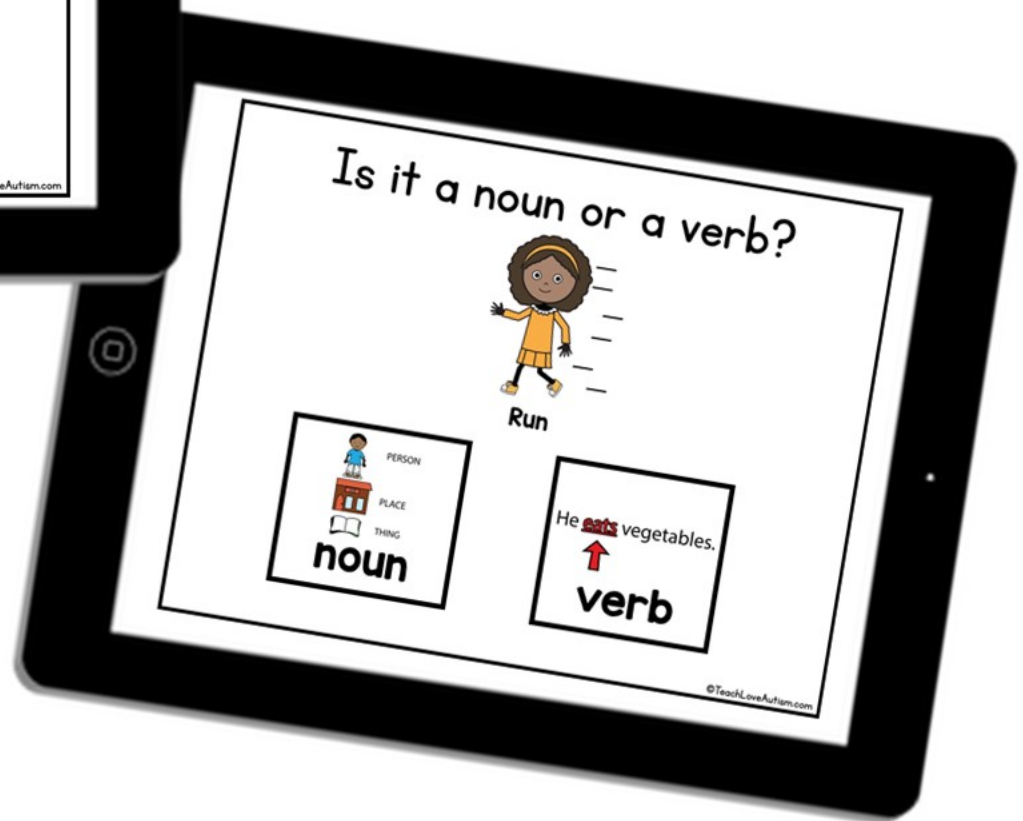 eAutism.com
Is it a noun or a verb?
Run
PERSON
PLACE
THING
noun
He eats vegetables.
verb
©TeachLoveAutism.com